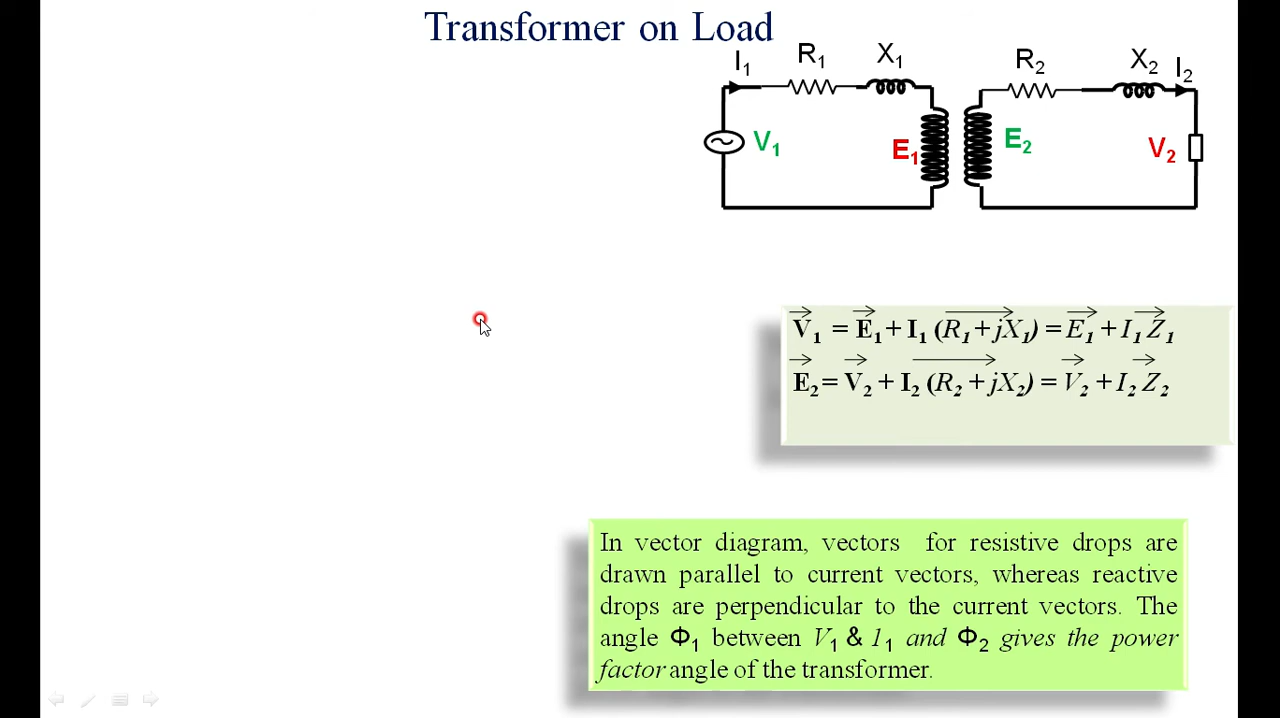 Transformer on Load
I1 R1 X1 R2 X2 I2
V1 E1 E2 V2
V1 = E1 + I1 (R1 + jX1) = E1 + I1 Z1
E2 = V2 + I2 (R2 + jX2) = V2 + I2 Z2
In vector diagram, vectors for resistive drops are
drawn parallel to current vectors, whereas reactive
drops are perpendicular to the current vectors. The
angle Φ1 between V1 & 11 and Φ2 gives the power
factor angle of the transformer.